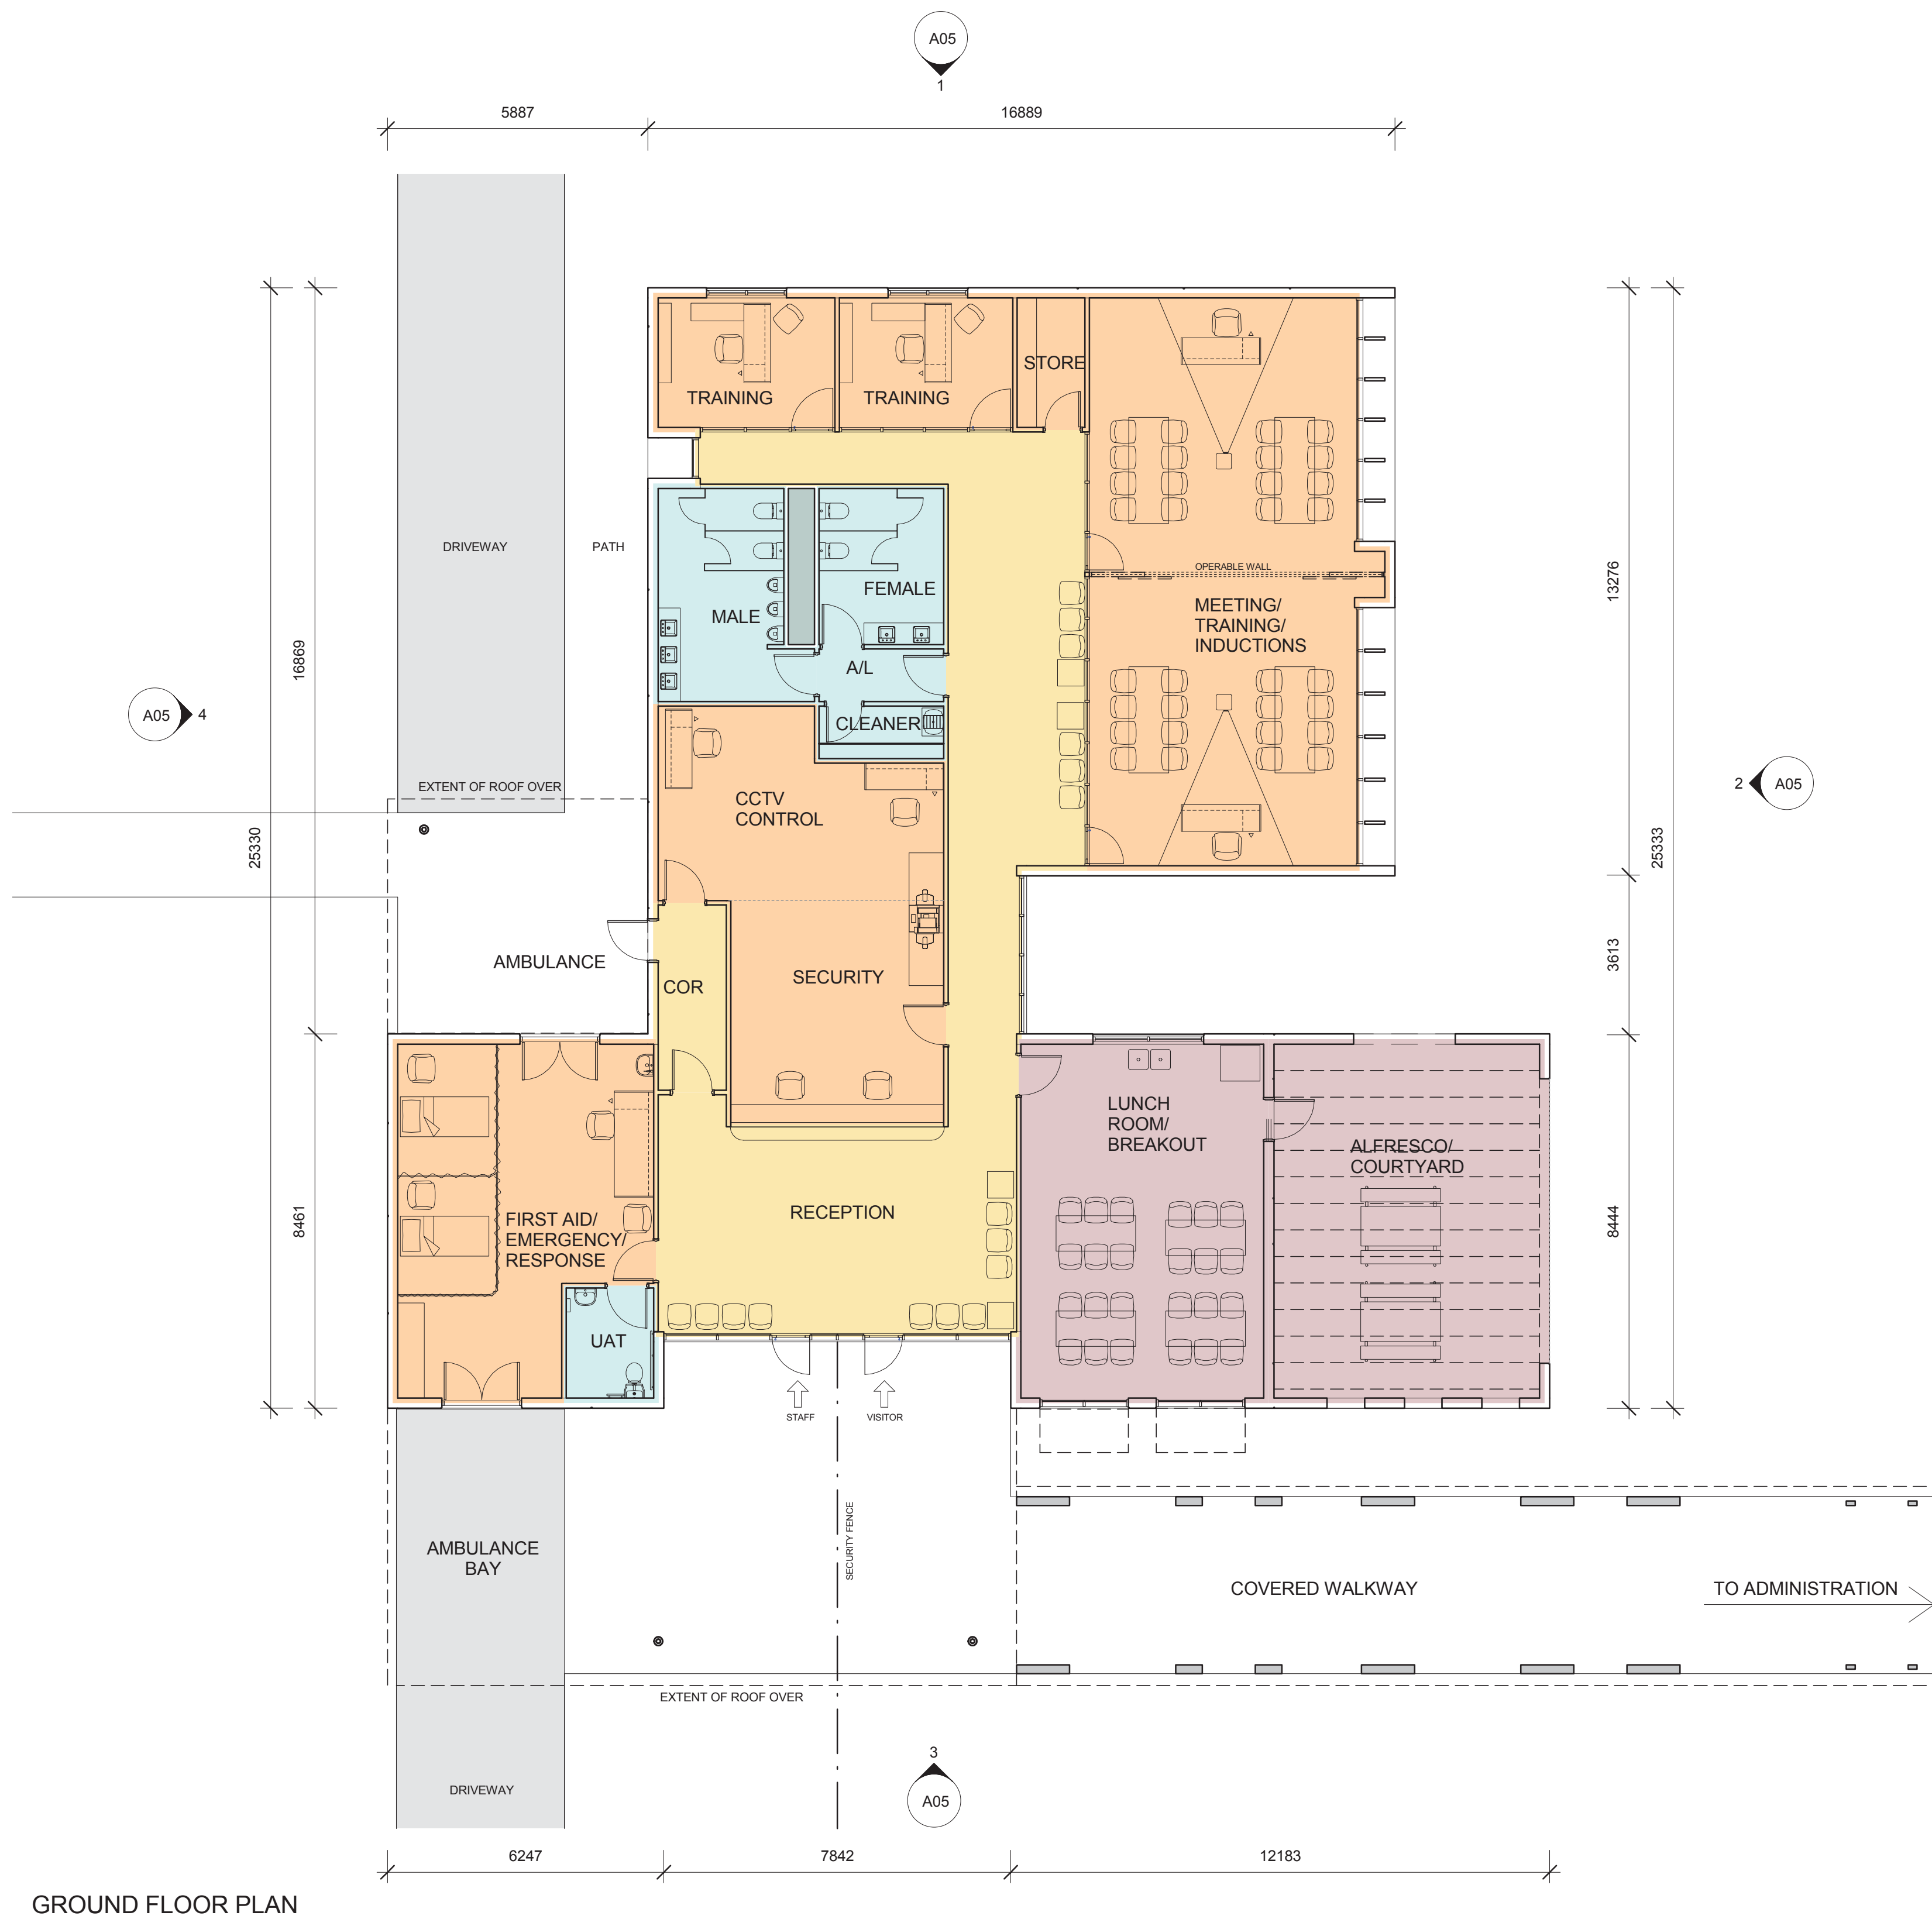 A05
1
5887
16889
TRAINING
TRAINING
STORE
DRIVEWAY
PATH
OPERABLE WALL
FEMALE
MALE
MEETING/
TRAINING/
INDUCTIONS
13276
16869
A/L
A05
4
CLEANER
EXTENT OF ROOF OVER
CCTV
CONTROL
2
A05
25330
25333
AMBULANCE
COR
SECURITY
3613
LUNCH
ROOM/
BREAKOUT
ALFRESCO/
COURTYARD
8461
FIRST AID/
EMERGENCY/
RESPONSE
RECEPTION
8444
UAT
STAFF
VISITOR
SECURITY FENCE
AMBULANCE
BAY
COVERED WALKWAY
TO ADMINISTRATION
EXTENT OF ROOF OVER
3
A05
DRIVEWAY
6247
7842
12183
GROUND FLOOR PLAN